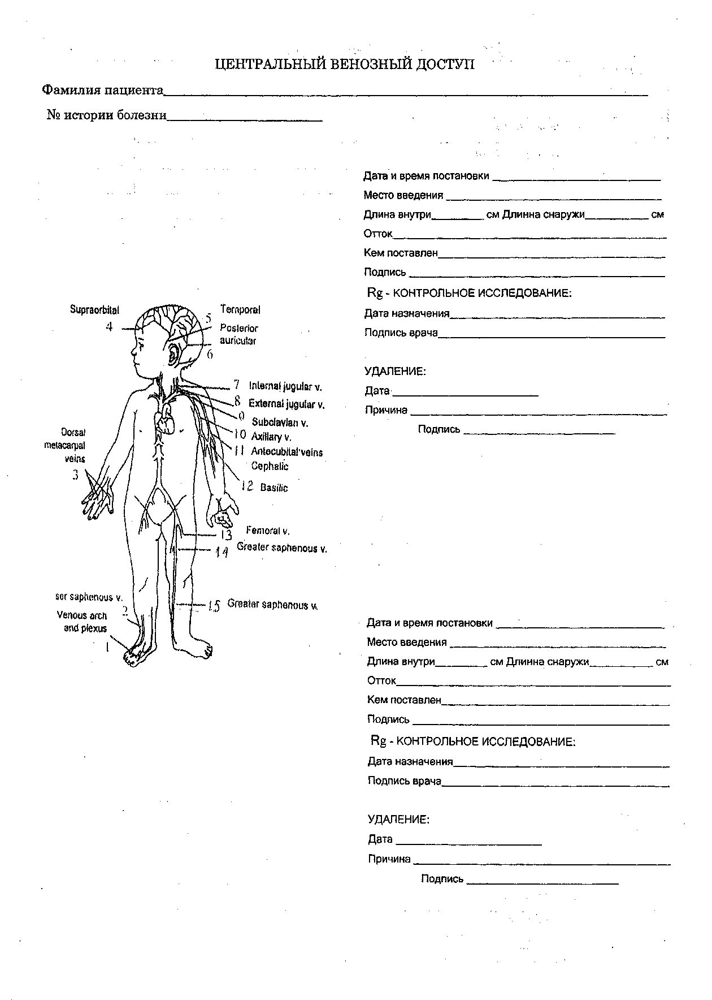 ЦЕНТРАЛЬНЫЙ ВЕНОЗНЫЙ ДОСТУП
Фамилия пациента
№ истории болезни
Дата и время постановки
Место введения
Длина внутри см Длинна снаружи см
Отток
Кем поставлен
Подпись
Rg - КОНТРОЛЬНОЕ ИССЛЕДОВАНИЕ:
Дата назначения
Подпись врача
УДАЛЕНИЕ:
Дата
Причина
Подпись
Supraorbital
4
5 Temporal
Posterior
auricular
6
7 Internal jugular v.
8 External jugular v.
9 Subclavian v.
10 Axillary v.
11 Antecubital veins
Cephalic
12 Basilic
Dorsal
metacarpal
veins
3
13 Femoral v.
14 Greater saphenous v.
15 Greater saphenous v.
ser saphenous v.
2
Venous arch
and plexus
1
Дата и время постановки
Место введения
Длина внутри см Длинна снаружи см
Отток
Кем поставлен
Подпись
Rg - КОНТРОЛЬНОЕ ИССЛЕДОВАНИЕ:
Дата назначения
Подпись врача
УДАЛЕНИЕ:
Дата
Причина
Подпись